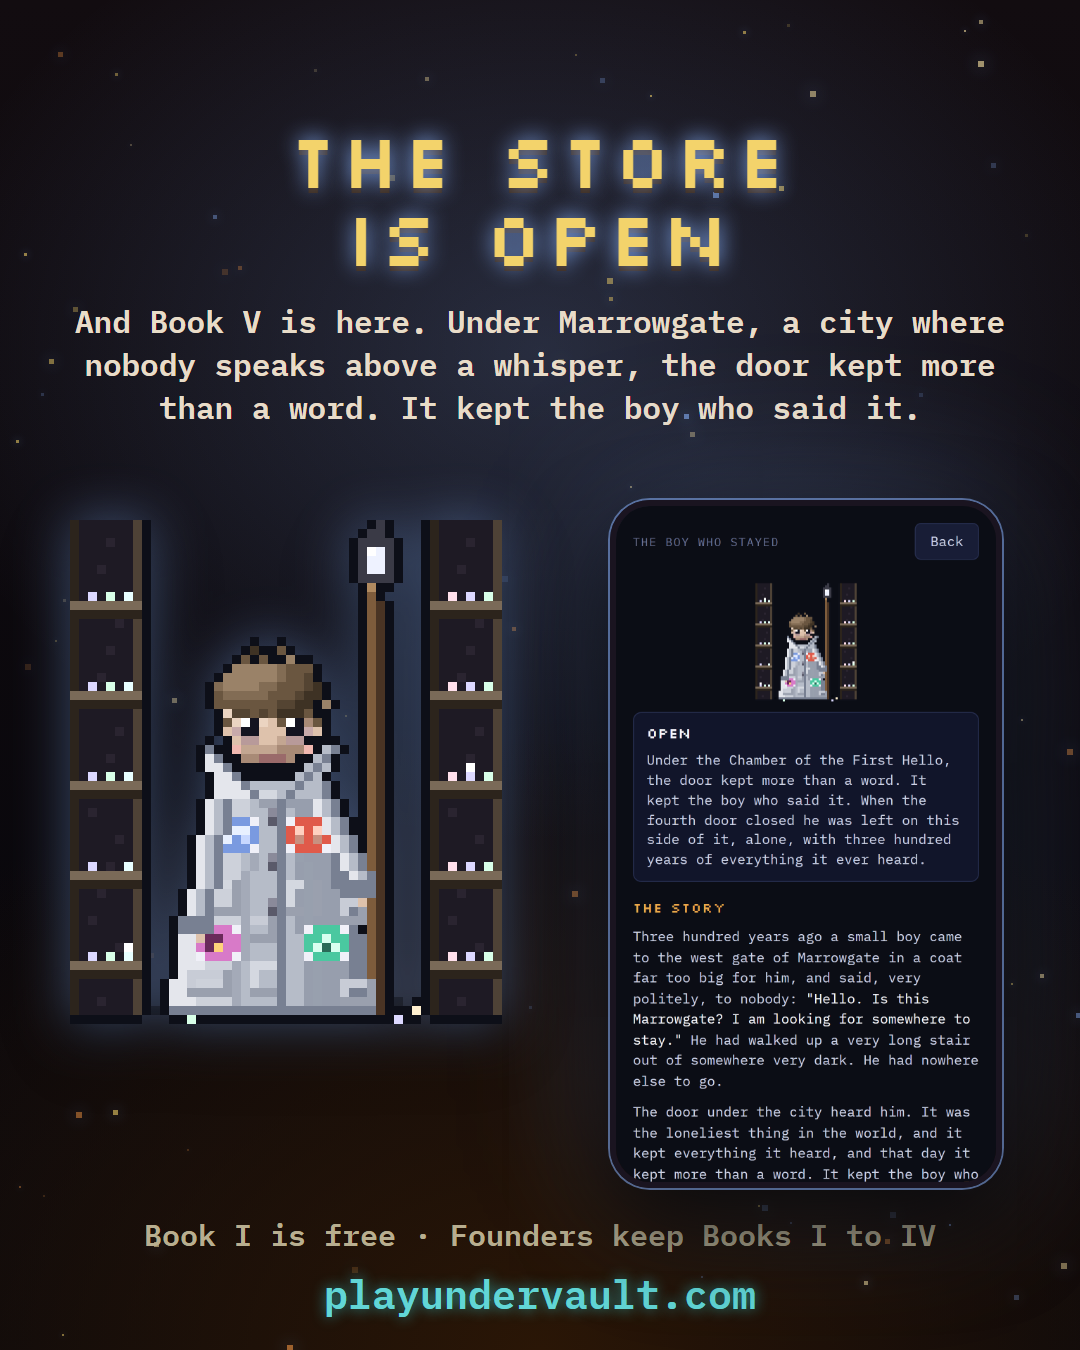 THE STORE
IS OPEN
And Book V is here. Under Marrowgate, a city where
nobody speaks above a whisper, the door kept more
than a word. It kept the boy who said it.
THE BOY WHO STAYED
Back
OPEN
Under the Chamber of the First Hello,
the door kept more than a word. It
kept the boy who said it. When the
fourth door closed he was left on this
side of it, alone, with three hundred
years of everything it ever heard.
THE STORY
Three hundred years ago a small boy came
to the west gate of Marrowgate in a coat
far too big for him, and said, very
politely, to nobody: "Hello. Is this
Marrowgate? I am looking for somewhere to
stay." He had walked up a very long stair
out of somewhere very dark. He had nowhere
else to go.
The door under the city heard him. It was
the loneliest thing in the world, and it
kept everything it heard, and that day it
kept more than a word. It kept the boy who
Book I is free · Founders keep Books I to IV
playundervault.com